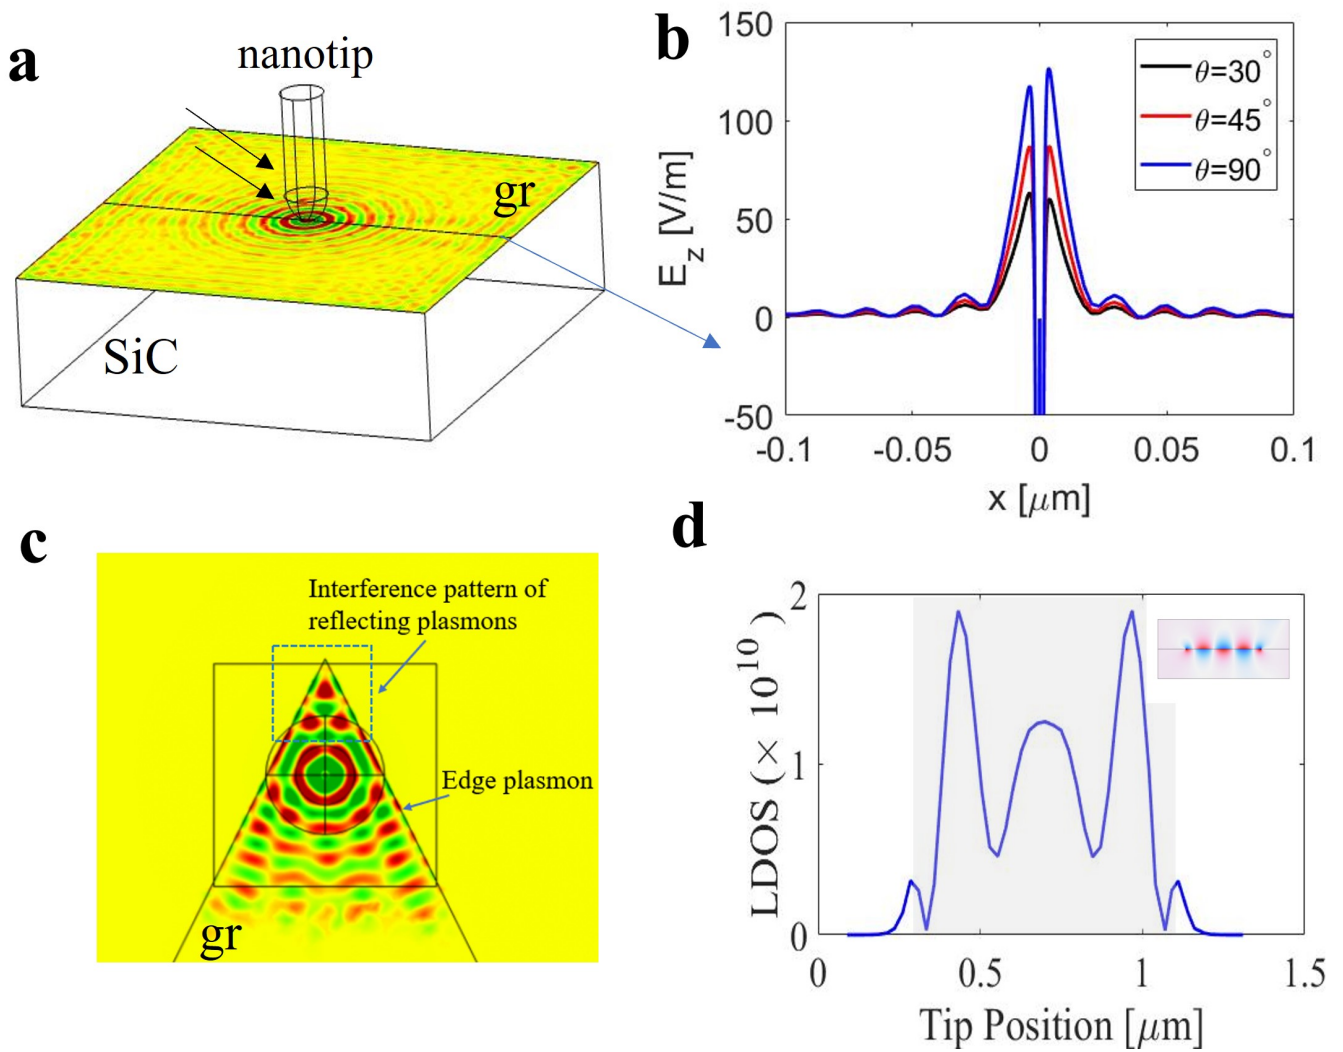 a
nanotip
gr
SiC
b
150
100
50
0
-50
E_z [V/m]
θ=30°
θ=45°
θ=90°
-0.1
-0.05
0
0.05
0.1
x [μm]
c
Interference pattern of
reflecting plasmons
Edge plasmon
gr
d
2
1
0
LDOS (× 10^10)
0
0.5
1
1.5
Tip Position [μm]